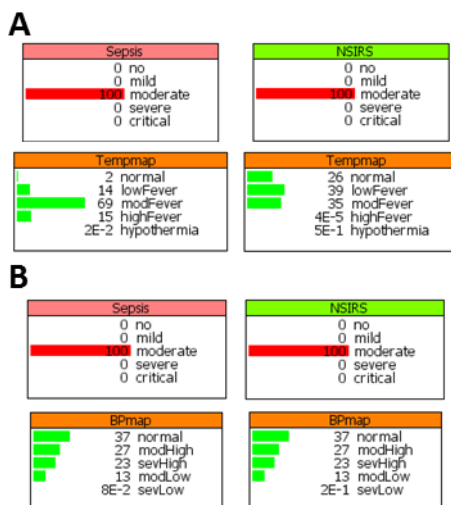 A
Sepsis
0 no
0 mild
100 moderate
0 severe
0 critical
NSIRS
0 no
0 mild
100 moderate
0 severe
0 critical
Tempmap
2 normal
14 lowFever
69 modFever
15 highFever
2E-2 hypothermia
Tempmap
26 normal
39 lowFever
35 modFever
4E-5 highFever
5E-1 hypothermia
B
Sepsis
0 no
0 mild
100 moderate
0 severe
0 critical
NSIRS
0 no
0 mild
100 moderate
0 severe
0 critical
BPmap
37 normal
27 modHigh
23 sevHigh
13 modLow
8E-2 sevLow
BPmap
37 normal
27 modHigh
23 sevHigh
13 modLow
2E-1 sevLow